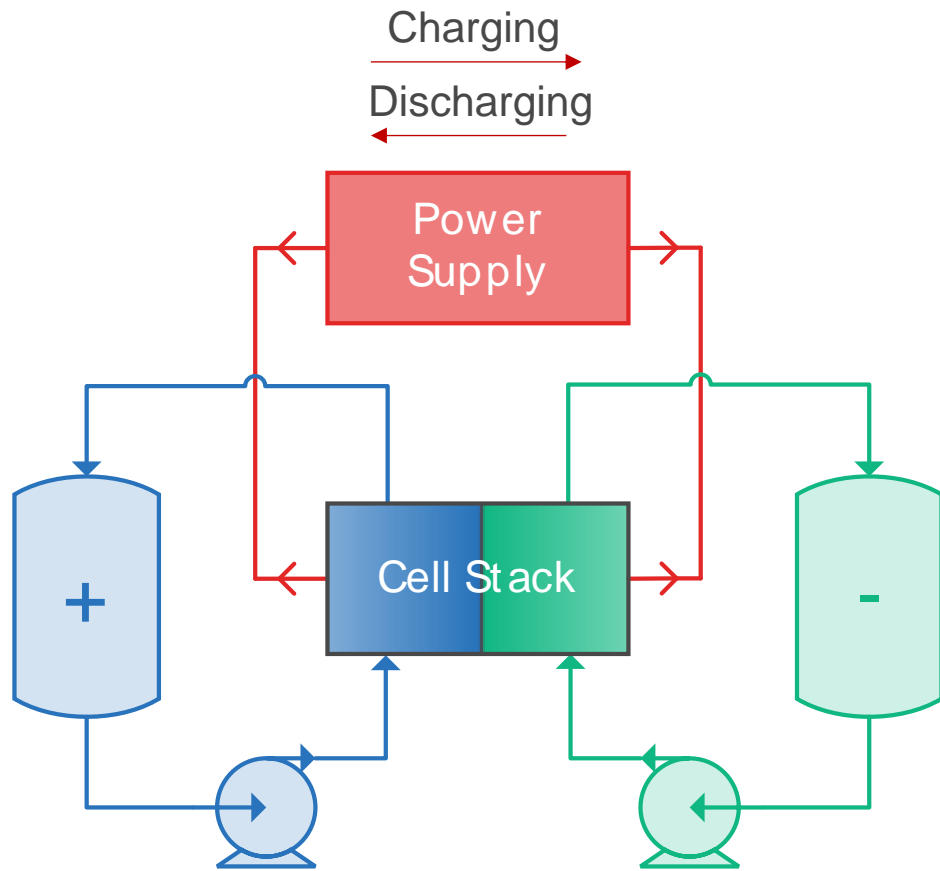 Charging
Discharging
Power
Supply
Cell Stack
+
-